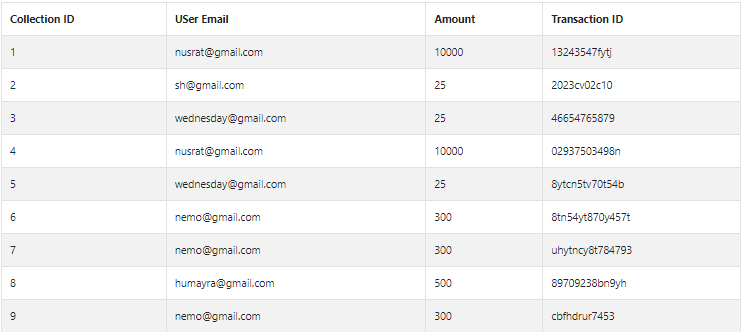 Collection ID USer Email Amount Transaction ID
1 nusrat@gmail.com 10000 13243547fytj
2 sh@gmail.com 25 2023cv02c10
3 wednesday@gmail.com 25 46654765879
4 nusrat@gmail.com 10000 02937503498n
5 wednesday@gmail.com 25 8ytcn5tv70t54b
6 nemo@gmail.com 300 8tn54yt870y457t
7 nemo@gmail.com 300 uhytncy8t784793
8 humayra@gmail.com 500 89709238bn9yh
9 nemo@gmail.com 300 cbfhdrur7453